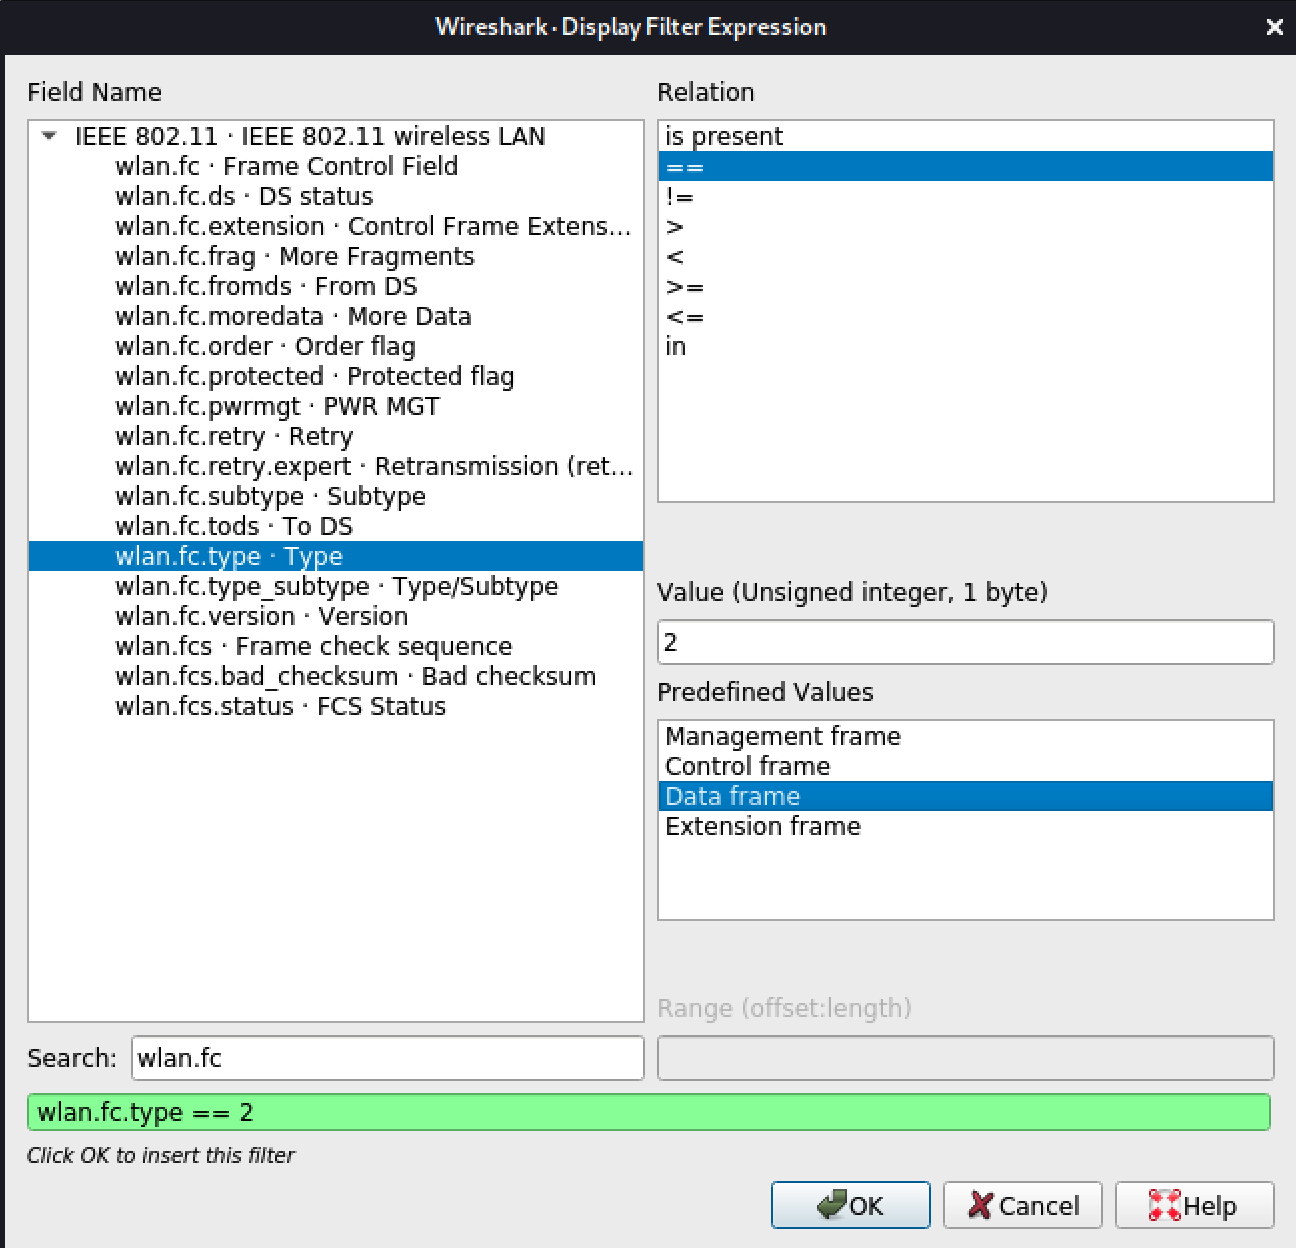 Wireshark · Display Filter Expression
Field Name
IEEE 802.11 · IEEE 802.11 wireless LAN
wlan.fc · Frame Control Field
wlan.fc.ds · DS status
wlan.fc.extension · Control Frame Extens...
wlan.fc.frag · More Fragments
wlan.fc.fromds · From DS
wlan.fc.moredata · More Data
wlan.fc.order · Order flag
wlan.fc.protected · Protected flag
wlan.fc.pwrmgt · PWR MGT
wlan.fc.retry · Retry
wlan.fc.retry.expert · Retransmission (ret...
wlan.fc.subtype · Subtype
wlan.fc.tods · To DS
wlan.fc.type · Type
wlan.fc.type_subtype · Type/Subtype
wlan.fc.version · Version
wlan.fcs · Frame check sequence
wlan.fcs.bad_checksum · Bad checksum
wlan.fcs.status · FCS Status
Relation
is present
==
!=
>
<
>=
<=
in
Value (Unsigned integer, 1 byte)
2
Predefined Values
Management frame
Control frame
Data frame
Extension frame
Range (offset:length)
Search: wlan.fc
wlan.fc.type == 2
Click OK to insert this filter
OK
Cancel
Help